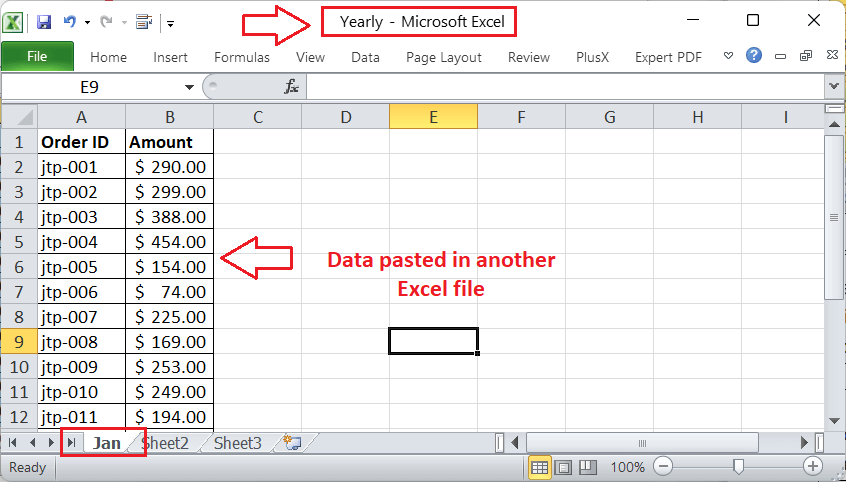 Yearly - Microsoft Excel
File Home Insert Formulas View Data Page Layout Review PlusX Expert PDF
E9 fx
A B C D E F G H I
1 Order ID Amount
2 jtp-001 $ 290.00
3 jtp-002 $ 299.00
4 jtp-003 $ 388.00
5 jtp-004 $ 454.00
6 jtp-005 $ 154.00
7 jtp-006 $ 74.00
8 jtp-007 $ 225.00
9 jtp-008 $ 169.00
10 jtp-009 $ 253.00
11 jtp-010 $ 249.00
12 jtp-011 $ 194.00
Data pasted in another
Excel file
Jan Sheet2 Sheet3
Ready 100%